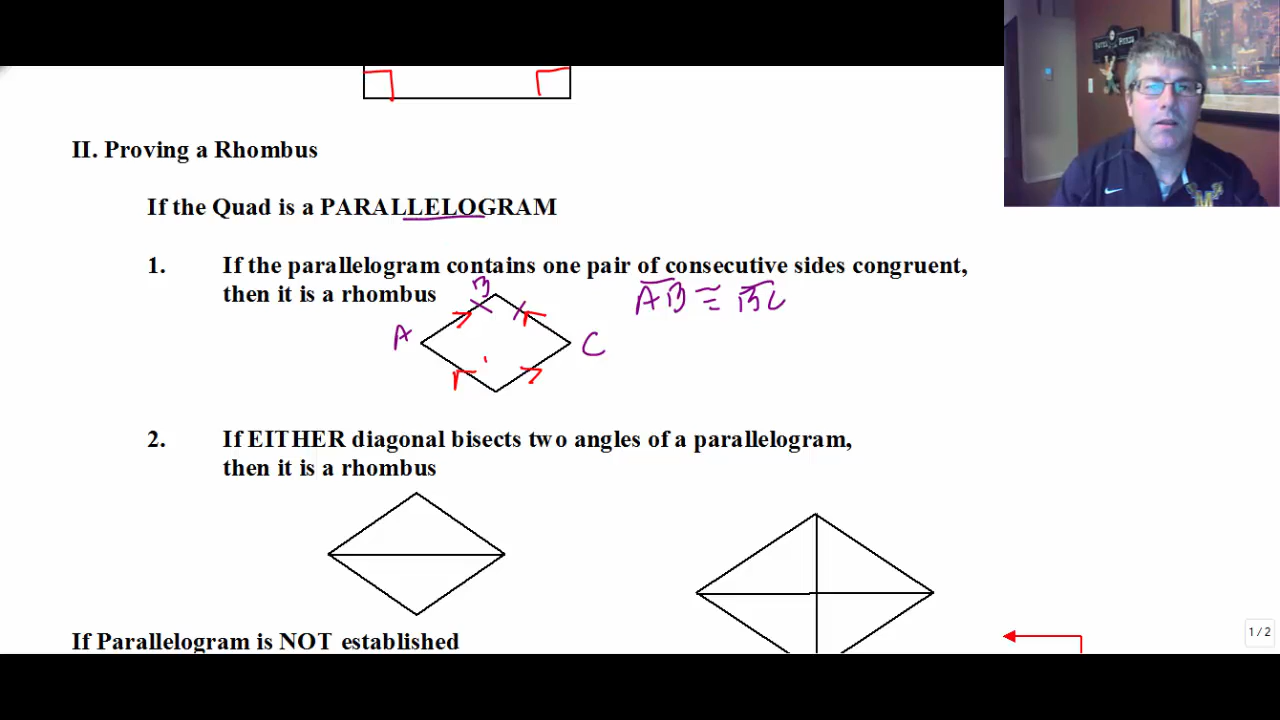 HOTEL
PONZA
II. Proving a Rhombus
If the Quad is a PARALLELOGRAM
1. If the parallelogram contains one pair of consecutive sides congruent,
then it is a rhombus
B
AB ≅ BC
A
C
2. If EITHER diagonal bisects two angles of a parallelogram,
then it is a rhombus
1 / 2
If Parallelogram is NOT established